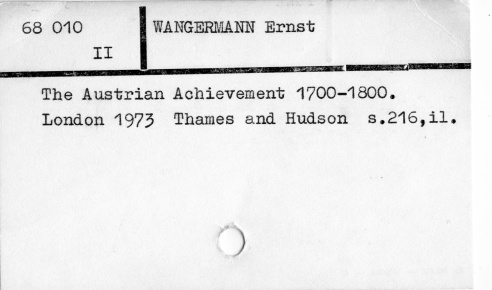 68 010 WANGERMANN Ernst
II
The Austrian Achievement 1700-1800.
London 1973 Thames and Hudson s.216,il.